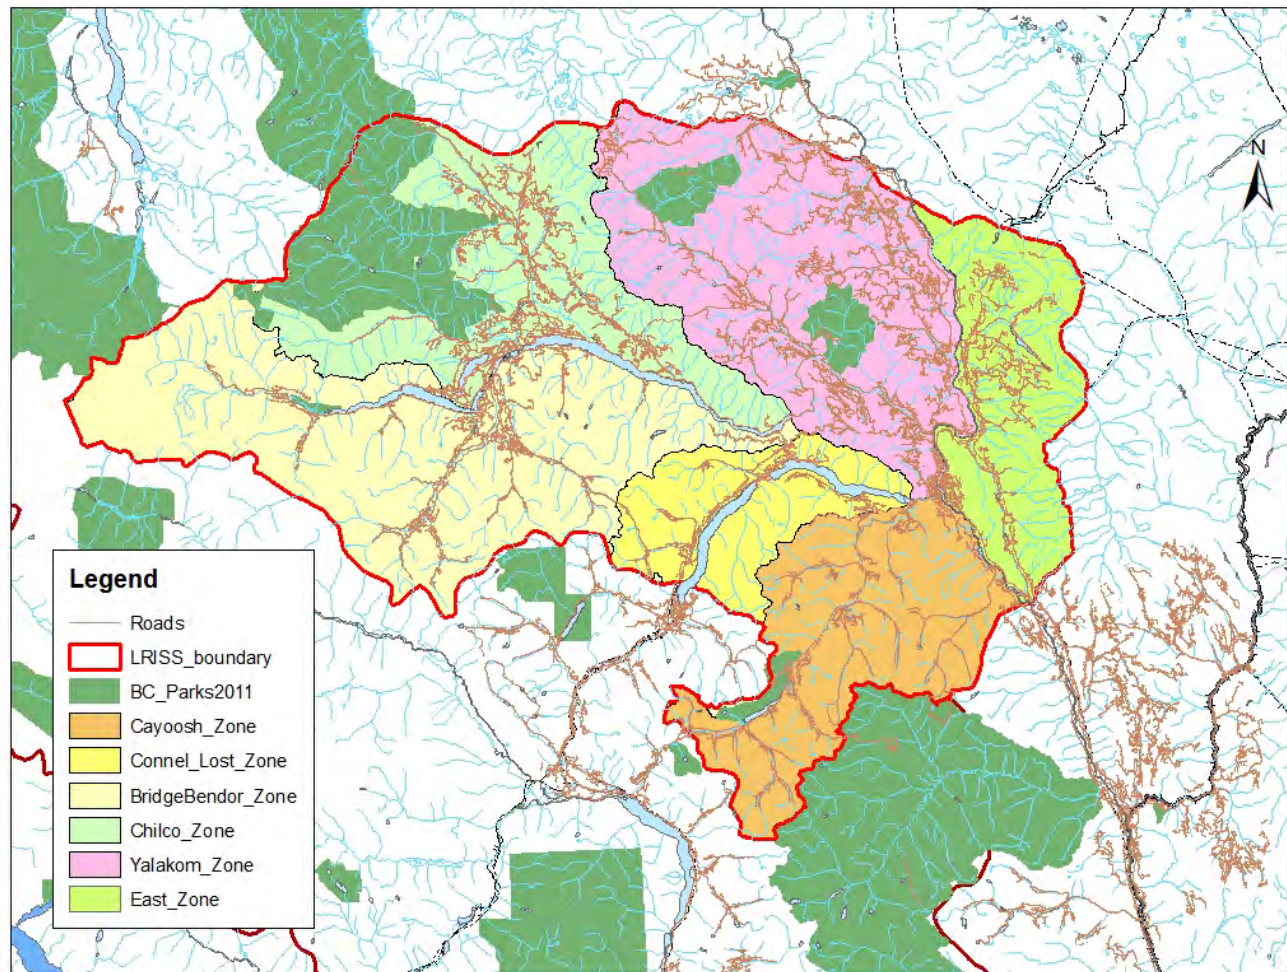 N
Legend
Roads
LRISS_boundary
BC_Parks2011
Cayoosh_Zone
Connel_Lost_Zone
BridgeBendor_Zone
Chilco_Zone
Yalakom_Zone
East_Zone